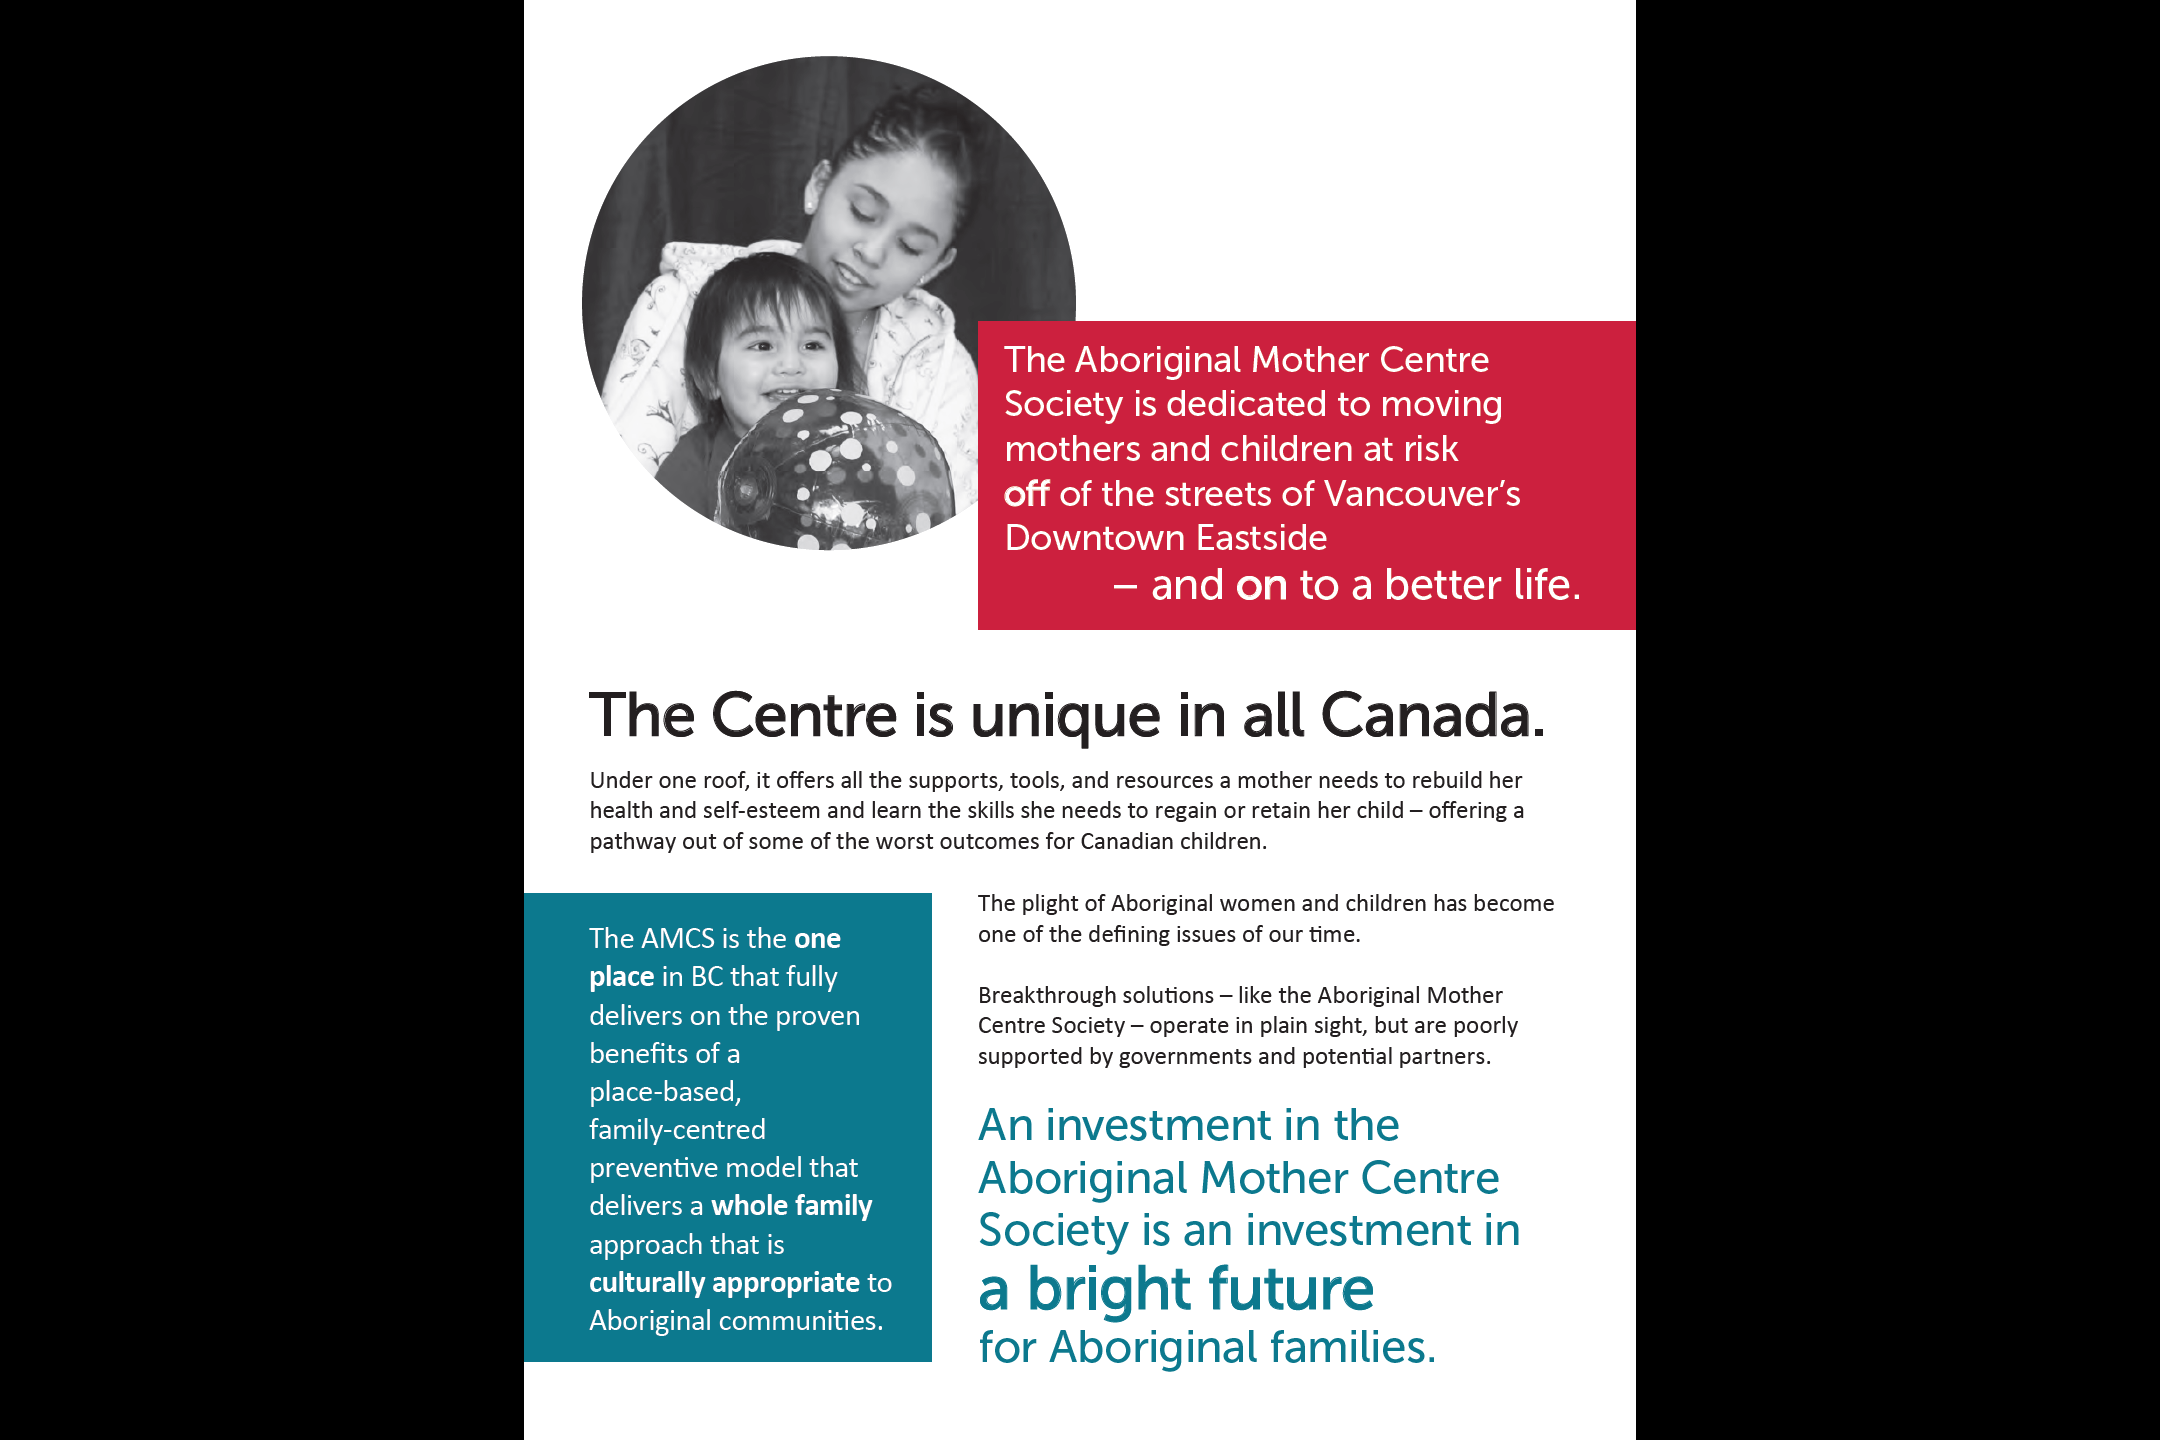 The Aboriginal Mother Centre
Society is dedicated to moving
mothers and children at risk
off of the streets of Vancouver's
Downtown Eastside
– and on to a better life.
The Centre is unique in all Canada.
Under one roof, it offers all the supports, tools, and resources a mother needs to rebuild her
health and self-esteem and learn the skills she needs to regain or retain her child – offering a
pathway out of some of the worst outcomes for Canadian children.
The AMCS is the one
place in BC that fully
delivers on the proven
benefits of a
place-based,
family-centred
preventive model that
delivers a whole family
approach that is
culturally appropriate to
Aboriginal communities.
The plight of Aboriginal women and children has become
one of the defining issues of our time.
Breakthrough solutions – like the Aboriginal Mother
Centre Society – operate in plain sight, but are poorly
supported by governments and potential partners.
An investment in the
Aboriginal Mother Centre
Society is an investment in
a bright future
for Aboriginal families.